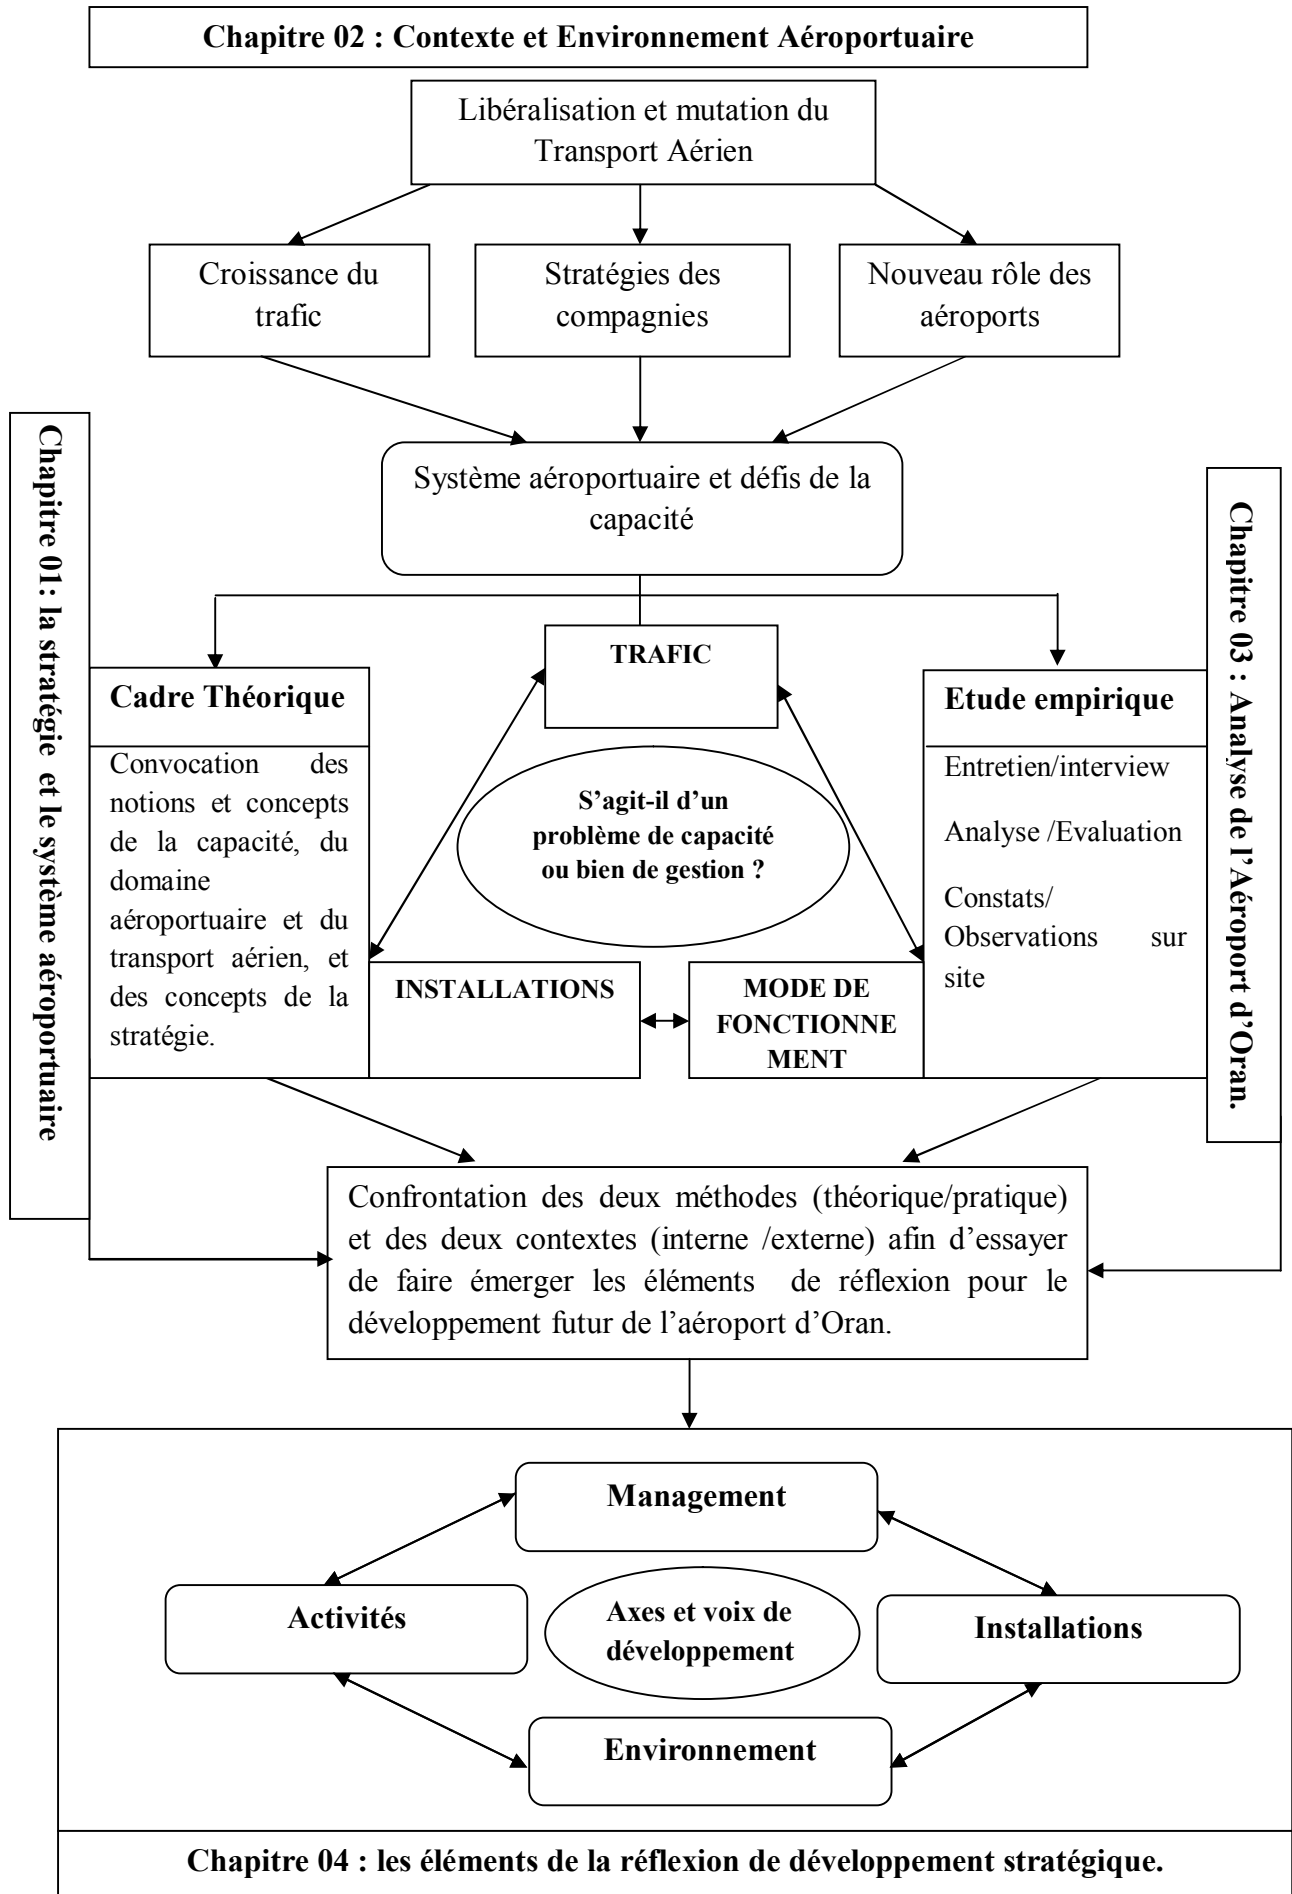 Chapitre 02 : Contexte et Environnement Aéroportuaire
Libéralisation et mutation du
Transport Aérien
Croissance du
trafic
Stratégies des
compagnies
Nouveau rôle des
aéroports
Système aéroportuaire et défis de la
capacité
Chapitre 01: la stratégie et le système aéroportuaire
Cadre Théorique
Convocation des
notions et concepts
de la capacité, du
domaine
aéroportuaire et du
transport aérien, et
des concepts de la
stratégie.
TRAFIC
S’agit-il d’un
problème de capacité
ou bien de gestion ?
INSTALLATIONS
MODE DE
FONCTIONNE
MENT
Etude empirique
Entretien/interview
Analyse /Evaluation
Constats/
Observations sur
site
Chapitre 03 : Analyse de l’Aéroport d’Oran.
Confrontation des deux méthodes (théorique/pratique)
et des deux contextes (interne /externe) afin d’essayer
de faire émerger les éléments de réflexion pour le
développement futur de l’aéroport d’Oran.
Management
Activités
Axes et voix de
développement
Installations
Environnement
Chapitre 04 : les éléments de la réflexion de développement stratégique.